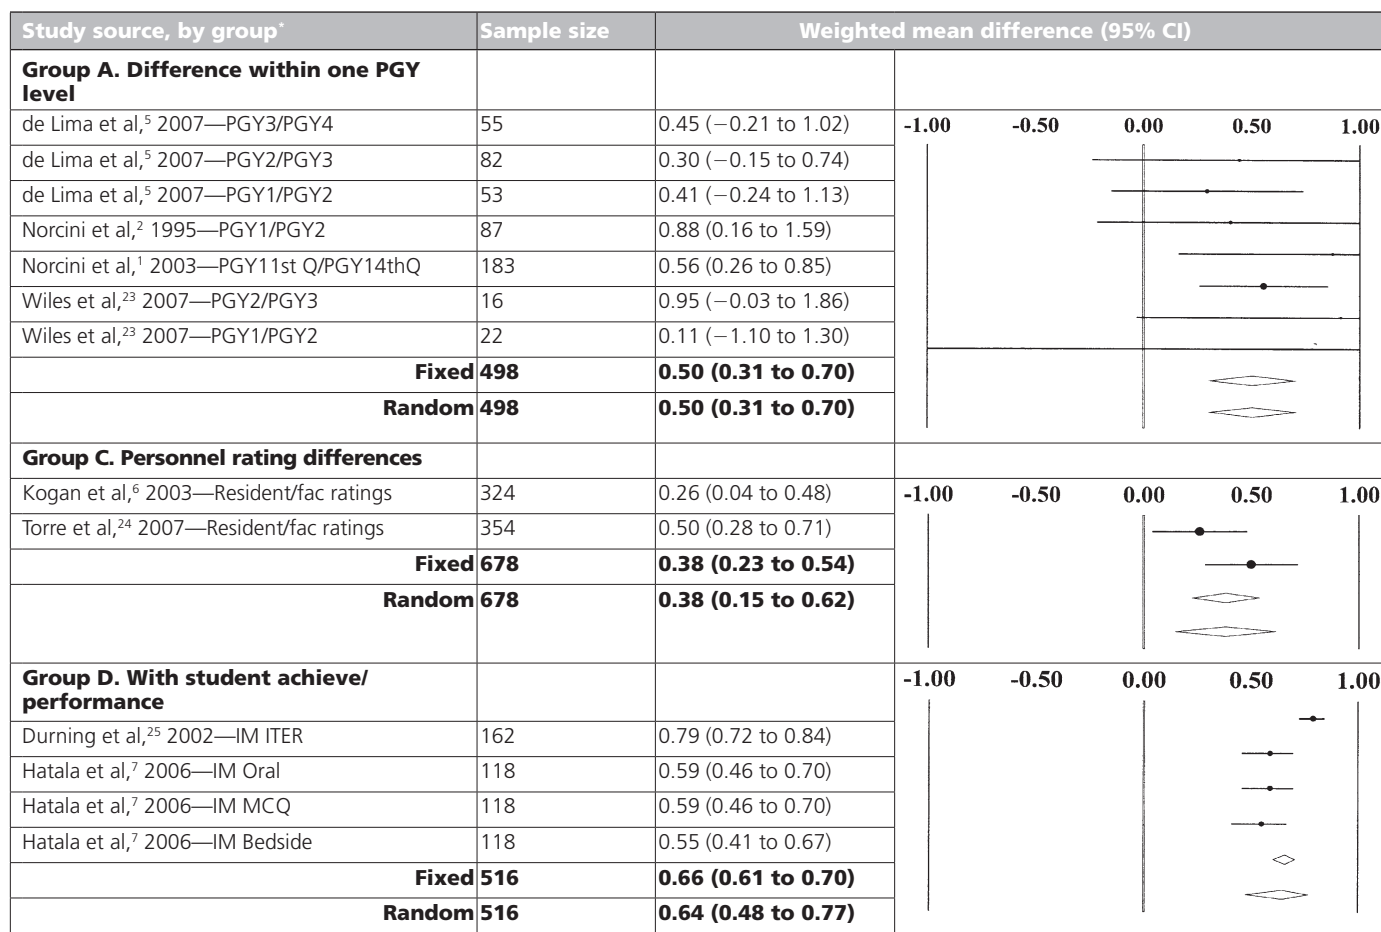 Study source, by group* Sample size Weighted mean difference (95% CI)
Group A. Difference within one PGY
level
de Lima et al,⁵ 2007—PGY3/PGY4 55 0.45 (−0.21 to 1.02) -1.00 -0.50 0.00 0.50 1.00
de Lima et al,⁵ 2007—PGY2/PGY3 82 0.30 (−0.15 to 0.74)
de Lima et al,⁵ 2007—PGY1/PGY2 53 0.41 (−0.24 to 1.13)
Norcini et al,² 1995—PGY1/PGY2 87 0.88 (0.16 to 1.59)
Norcini et al,¹ 2003—PGY11st Q/PGY14thQ 183 0.56 (0.26 to 0.85)
Wiles et al,²³ 2007—PGY2/PGY3 16 0.95 (−0.03 to 1.86)
Wiles et al,²³ 2007—PGY1/PGY2 22 0.11 (−1.10 to 1.30)
Fixed 498 0.50 (0.31 to 0.70)
Random 498 0.50 (0.31 to 0.70)
Group C. Personnel rating differences
Kogan et al,⁶ 2003—Resident/fac ratings 324 0.26 (0.04 to 0.48) -1.00 -0.50 0.00 0.50 1.00
Torre et al,²⁴ 2007—Resident/fac ratings 354 0.50 (0.28 to 0.71)
Fixed 678 0.38 (0.23 to 0.54)
Random 678 0.38 (0.15 to 0.62)
Group D. With student achieve/ -1.00 -0.50 0.00 0.50 1.00
performance
Durning et al,²⁵ 2002—IM ITER 162 0.79 (0.72 to 0.84)
Hatala et al,⁷ 2006—IM Oral 118 0.59 (0.46 to 0.70)
Hatala et al,⁷ 2006—IM MCQ 118 0.59 (0.46 to 0.70)
Hatala et al,⁷ 2006—IM Bedside 118 0.55 (0.41 to 0.67)
Fixed 516 0.66 (0.61 to 0.70)
Random 516 0.64 (0.48 to 0.77)